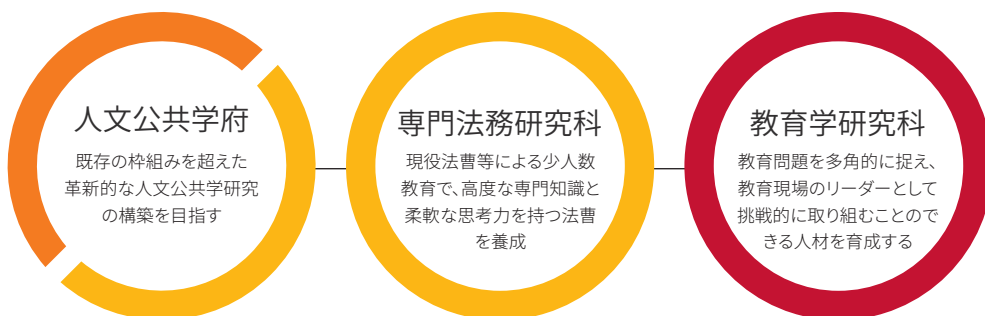 人文公共学府
既存の枠組みを超えた
革新的な人文公共学研究
の構築を目指す
専門法務研究科
現役法曹等による少人数
教育で、高度な専門知識と
柔軟な思考力を持つ法曹
を養成
教育学研究科
教育問題を多角的に捉え、
教育現場のリーダーとして
挑戦的に取り組むことので
きる人材を育成する